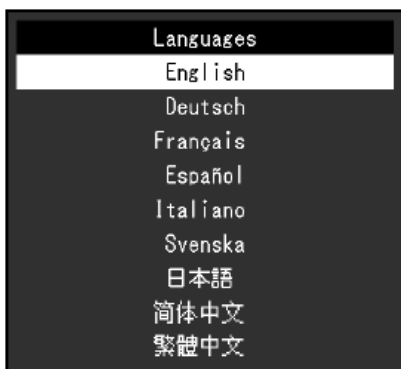 Languages
English
Deutsch
Français
Español
Italiano
Svenska
日本語
简体中文
繁體中文